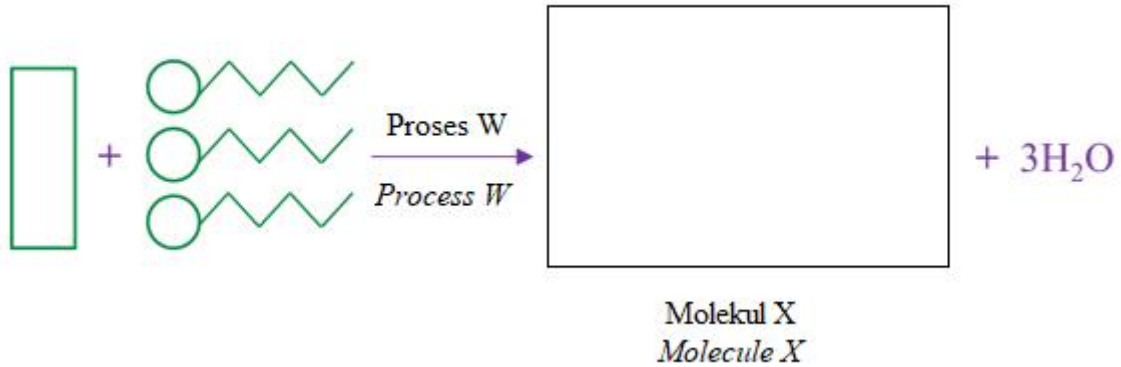 +
Proses W
Process W
+ 3H₂O
Molekul X
Molecule X